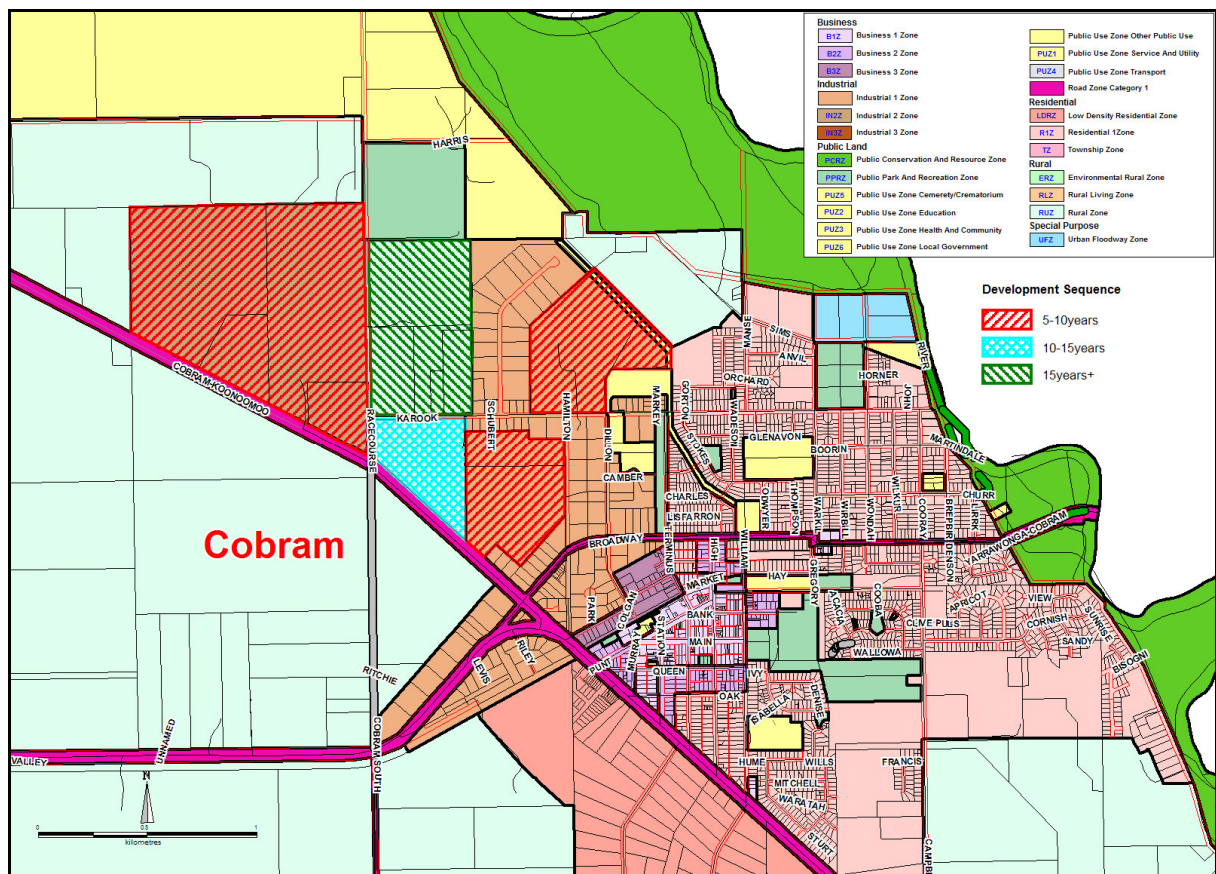 Business
B1Z Business 1 Zone
B2Z Business 2 Zone
B3Z Business 3 Zone
Industrial
Industrial 1 Zone
IN2Z Industrial 2 Zone
IN3Z Industrial 3 Zone
Public Land
PCRZ Public Conservation And Resource Zone
PPRZ Public Park And Recreation Zone
PUZ5 Public Use Zone Cemerety/Crematorium
PUZ2 Public Use Zone Education
PUZ3 Public Use Zone Health And Community
PUZ6 Public Use Zone Local Government
Public Use Zone Other Public Use
PUZ1 Public Use Zone Service And Utility
PUZ4 Public Use Zone Transport
Road Zone Category 1
Residential
LDRZ Low Density Residential Zone
R1Z Residential 1Zone
TZ Township Zone
Rural
ERZ Environmental Rural Zone
RLZ Rural Living Zone
RUZ Rural Zone
Special Purpose
UFZ Urban Floodway Zone
Development Sequence
5-10years
10-15years
15years+
HARRIS
COBRAM-KOONOOMOO
RACECOURSE
KAROOK
SCHUBERT
HAMILTON
DILLON
CAMBER
MARKEY
GORTON
STOKES
WADESON
MANSE
SIMS
ANVIL
ORCHARD
HORNER
JOHN
RIVER
GLENAVON
BOORIN
MARTINDALE
CHARLES
LISFARRON
ODWYER
THOMPSON
WARKIL
WIRBILL
WONDAH
WILKUR
COORAY
BREPBIR
CHURR
LIRRK
YARRAWONGA-COBRAM
BROADWAY
TERMINUS
HIGH
WILLIAM
GREGORY
DENSON
Cobram
MARKET
HAY
ACACIA
COOBA
APRICOT
VIEW
CORNISH
SUNRISE
CLIVE PULS
SANDY
BISOGNI
WALLOWA
PARK
COLGAN
BANK
STATION
MURRAY
MAIN
PUNT
QUEEN
IVY
OAK
ISABELLA
DENISE
RILEY
LEWIS
RITCHIE
COBRAM SOUTH
UNNAMED
VALLEY
HUME
WILLS
FRANCIS
MITCHELL
WARATAH
STURT
CAMPB
N
0 0.5 1
kilometres